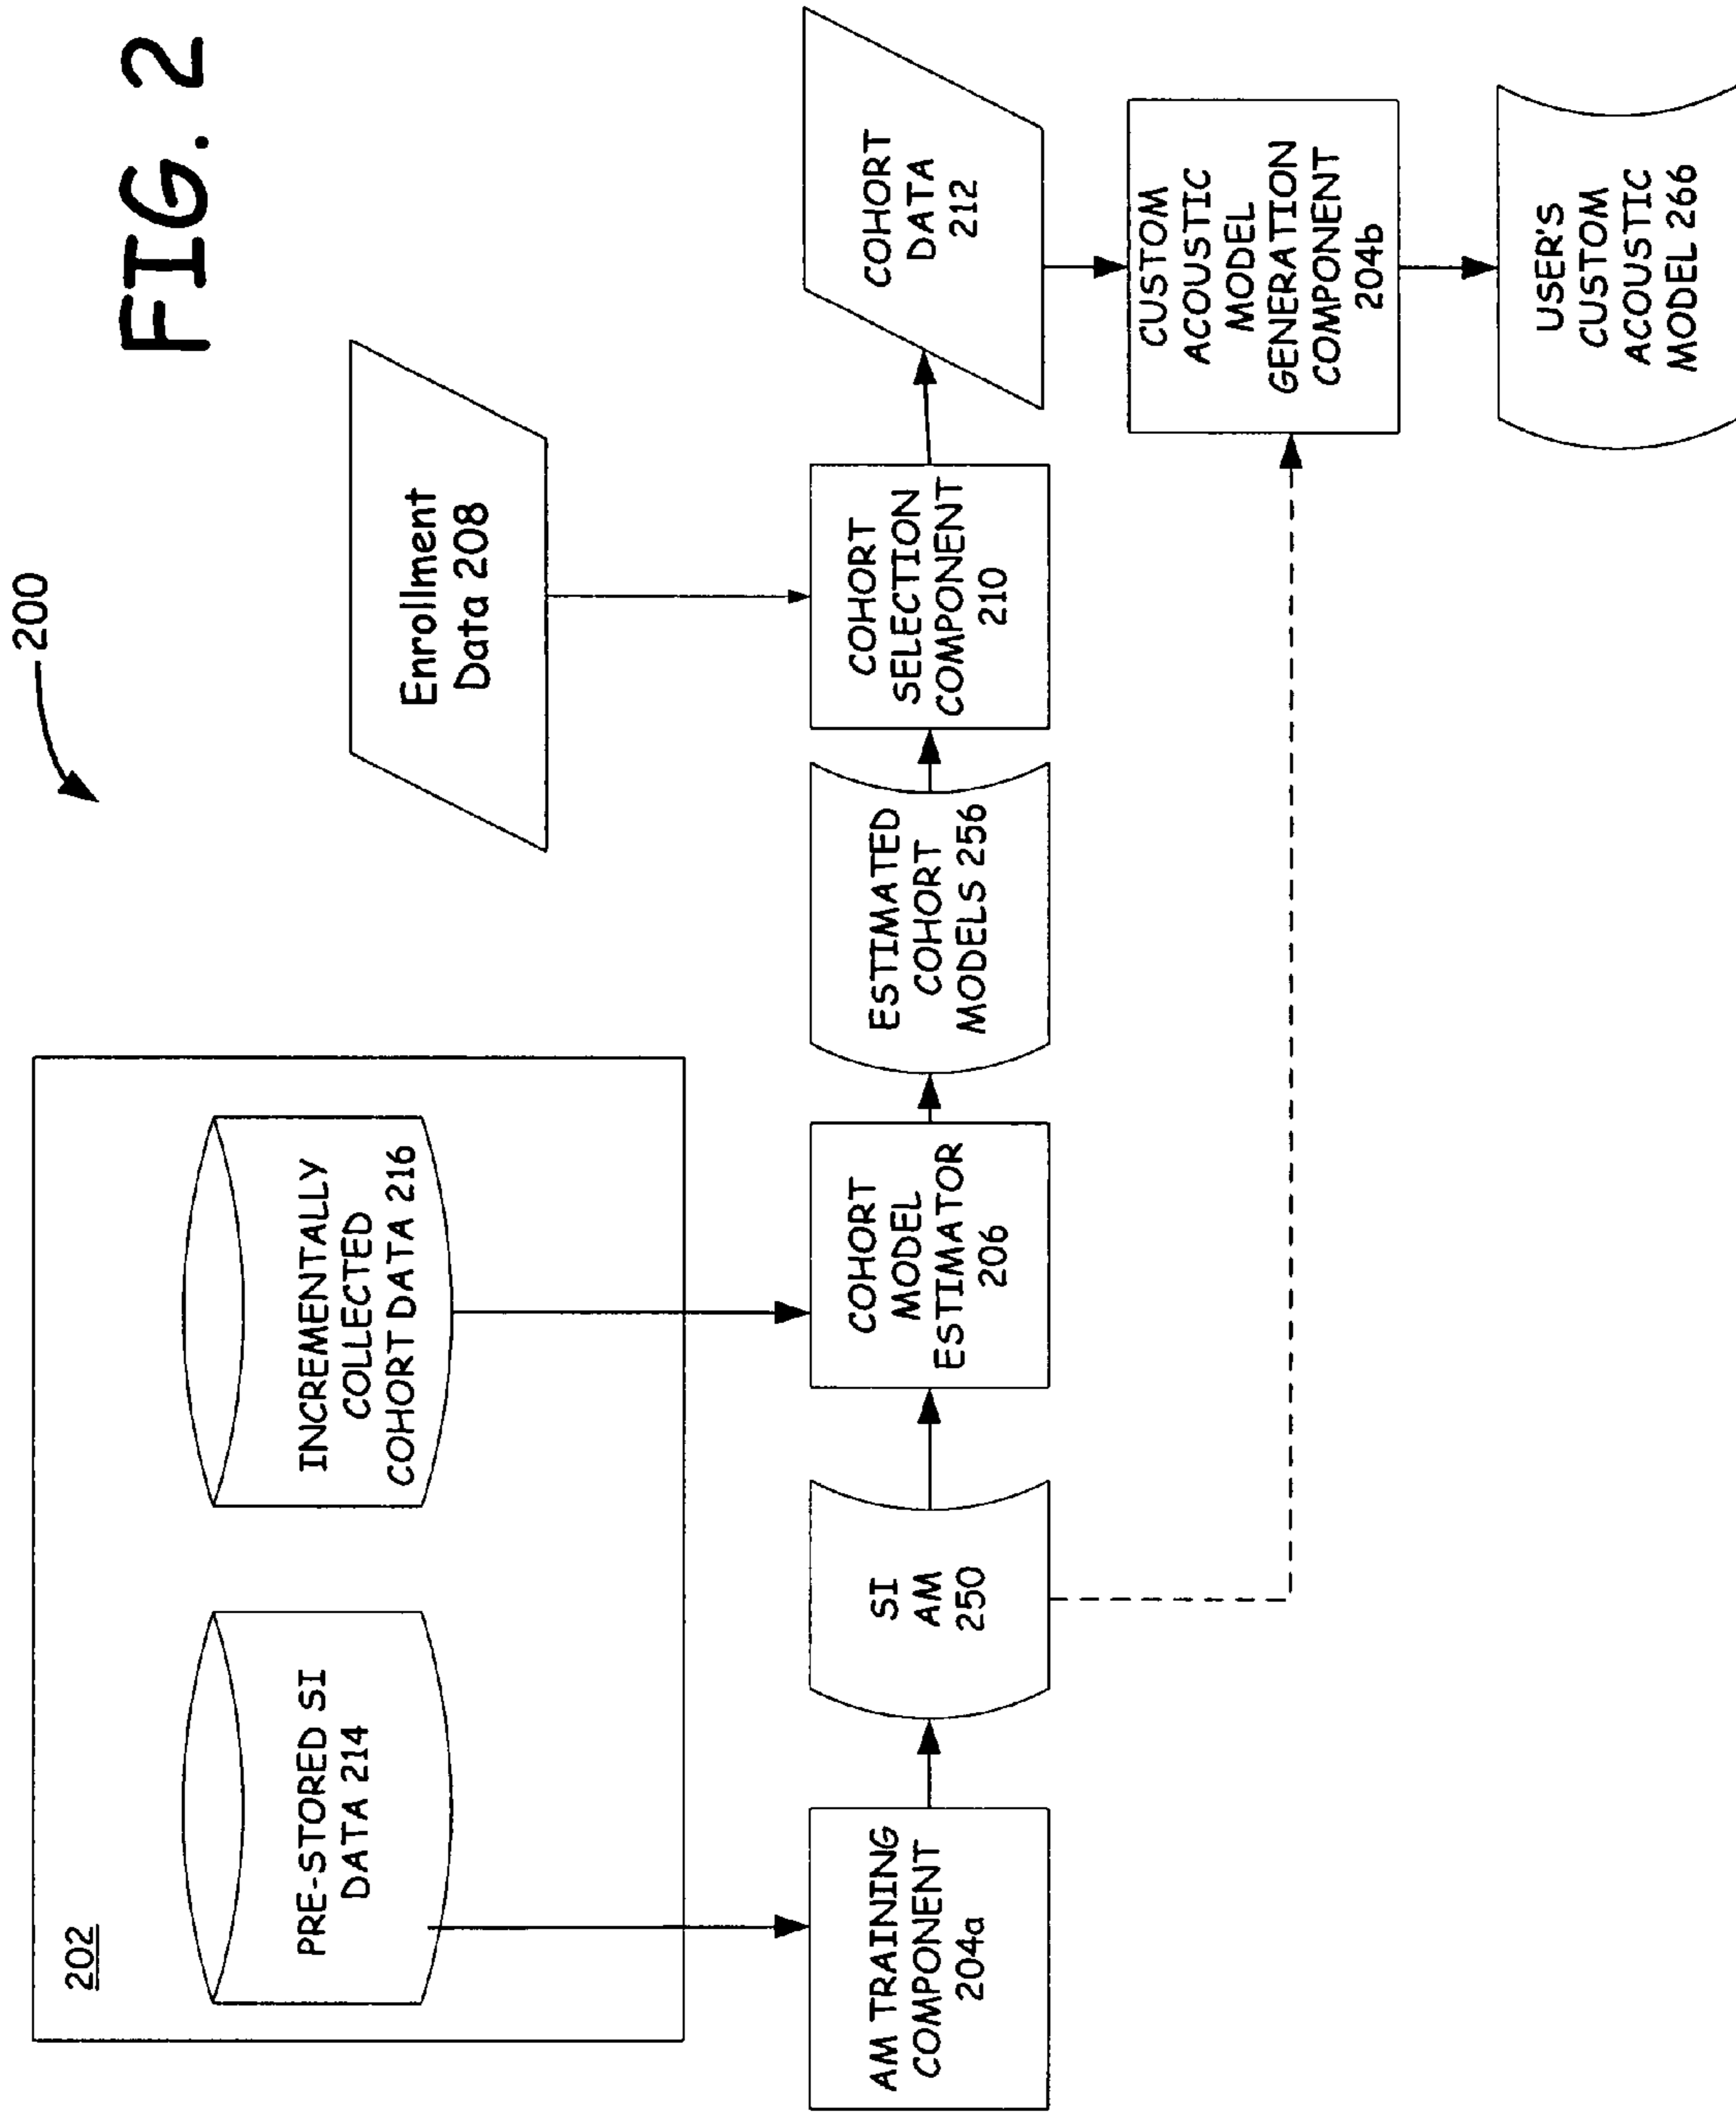 FIG. 2
200
202
PRE-STORED SI
DATA 214
INCREMENTALLY
COLLECTED
COHORT DATA 216
Enrollment
Data 208
AM TRAINING
COMPONENT
204a
SI
AM
250
COHORT
MODEL
ESTIMATOR
206
ESTIMATED
COHORT
MODELS 256
COHORT
SELECTION
COMPONENT
210
COHORT
DATA
212
CUSTOM
ACOUSTIC
MODEL
GENERATION
COMPONENT
204b
USER'S
CUSTOM
ACOUSTIC
MODEL 266